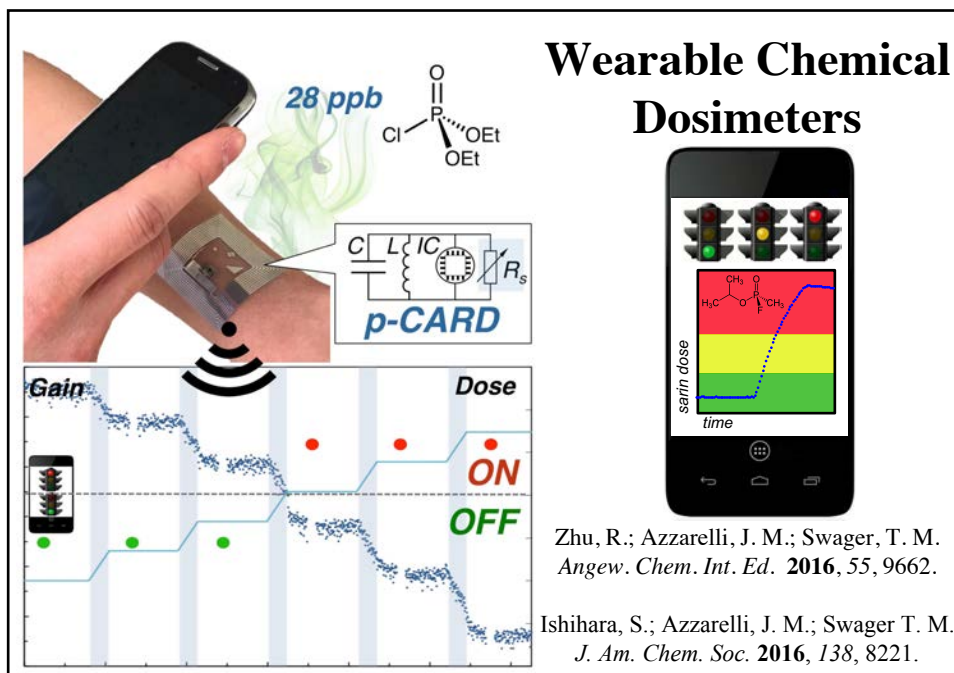 Wearable Chemical
Dosimeters
28 ppb
O
P
Cl
OEt
OEt
C
L
IC
Rs
p-CARD
Gain
Dose
ON
OFF
CH3
O
H3C
O
P
CH3
F
sarin dose
time
Zhu, R.; Azzarelli, J. M.; Swager, T. M.
Angew. Chem. Int. Ed. 2016, 55, 9662.
Ishihara, S.; Azzarelli, J. M.; Swager T. M.
J. Am. Chem. Soc. 2016, 138, 8221.